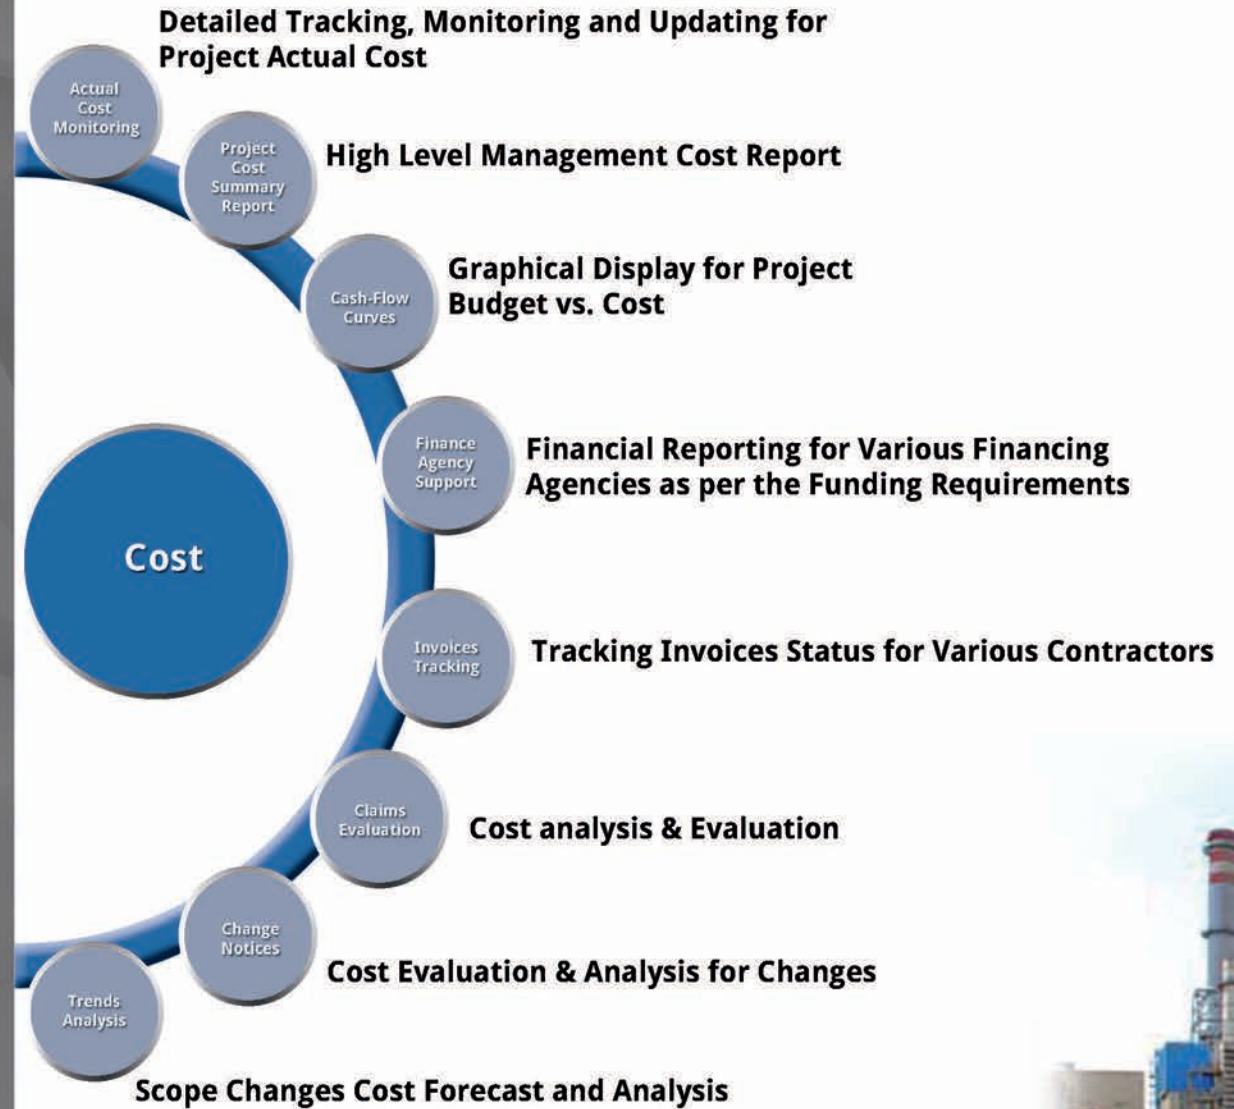 Detailed Tracking, Monitoring and Updating for
Project Actual Cost
Actual
Cost
Monitoring
High Level Management Cost Report
Project
Cost
Summary
Report
Graphical Display for Project
Budget vs. Cost
Cash-Flow
Curves
Financial Reporting for Various Financing
Agencies as per the Funding Requirements
Finance
Agency
Support
Cost
Tracking Invoices Status for Various Contractors
Invoices
Tracking
Claims
Evaluation
Cost analysis & Evaluation
Change
Notices
Cost Evaluation & Analysis for Changes
Trends
Analysis
Scope Changes Cost Forecast and Analysis